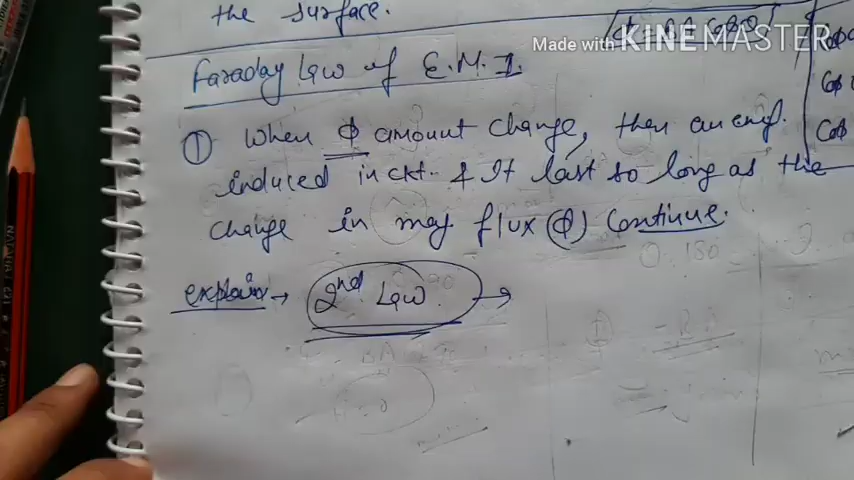 the surface.
Made with KINEMASTER
Faraday Law of E.M.I.
① When ϕ amount change, then an emf.
induced in ckt. & It last so long as the
change in mag flux (ϕ) continue.
explain → 2nd Law →